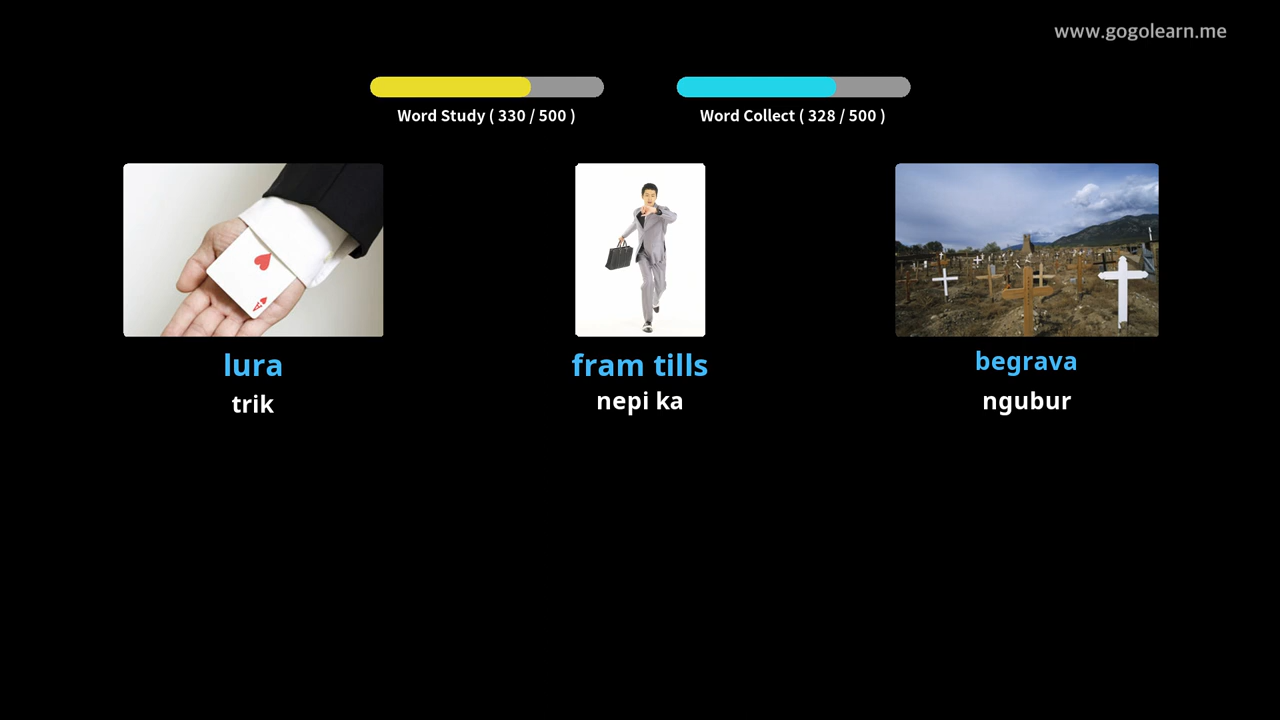 www.gogolearn.me
Word Study ( 330 / 500 )
Word Collect ( 328 / 500 )
lura
trik
fram tills
nepi ka
begrava
ngubur